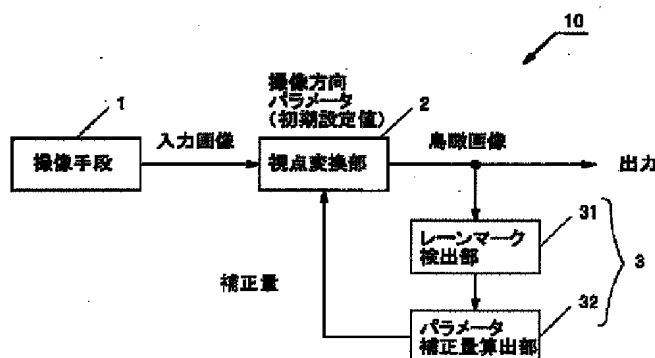 10
撮像方向
パラメータ
(初期設定値)
1
2
入力画像
鳥瞰画像
撮像手段
視点変換部
出力
31
レーンマーク
検出部
3
補正量
32
パラメータ
補正量算出部